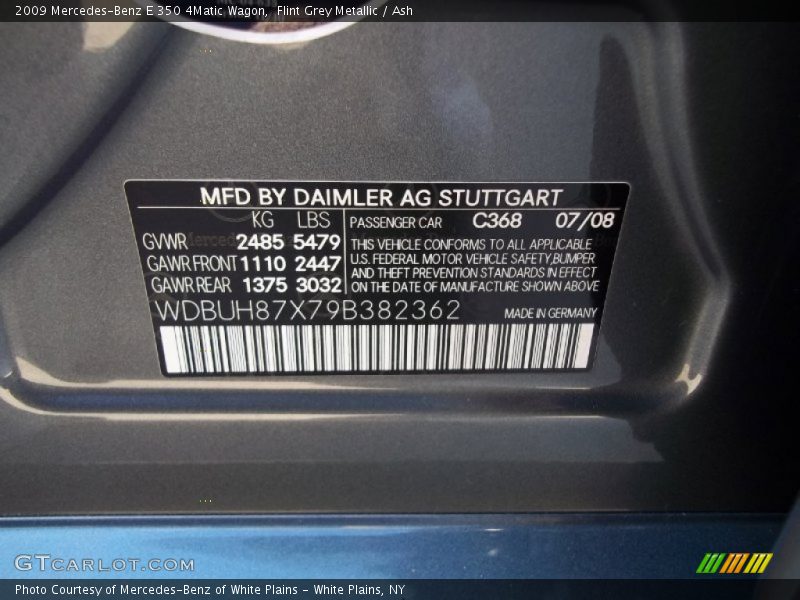 2009 Mercedes-Benz E 350 4Matic Wagon,  Flint Grey Metallic / Ash
MFD BY DAIMLER AG STUTTGART
KG LBS PASSENGER CAR C368 07/08
GVWR 2485 5479 THIS VEHICLE CONFORMS TO ALL APPLICABLE
GAWR FRONT 1110 2447 U.S. FEDERAL MOTOR VEHICLE SAFETY,BUMPER
GAWR REAR 1375 3032 AND THEFT PREVENTION STANDARDS IN EFFECT
ON THE DATE OF MANUFACTURE SHOWN ABOVE
WDBUH87X79B382362 MADE IN GERMANY
GTCARLOT.COM
Photo Courtesy of Mercedes-Benz of White Plains - White Plains, NY